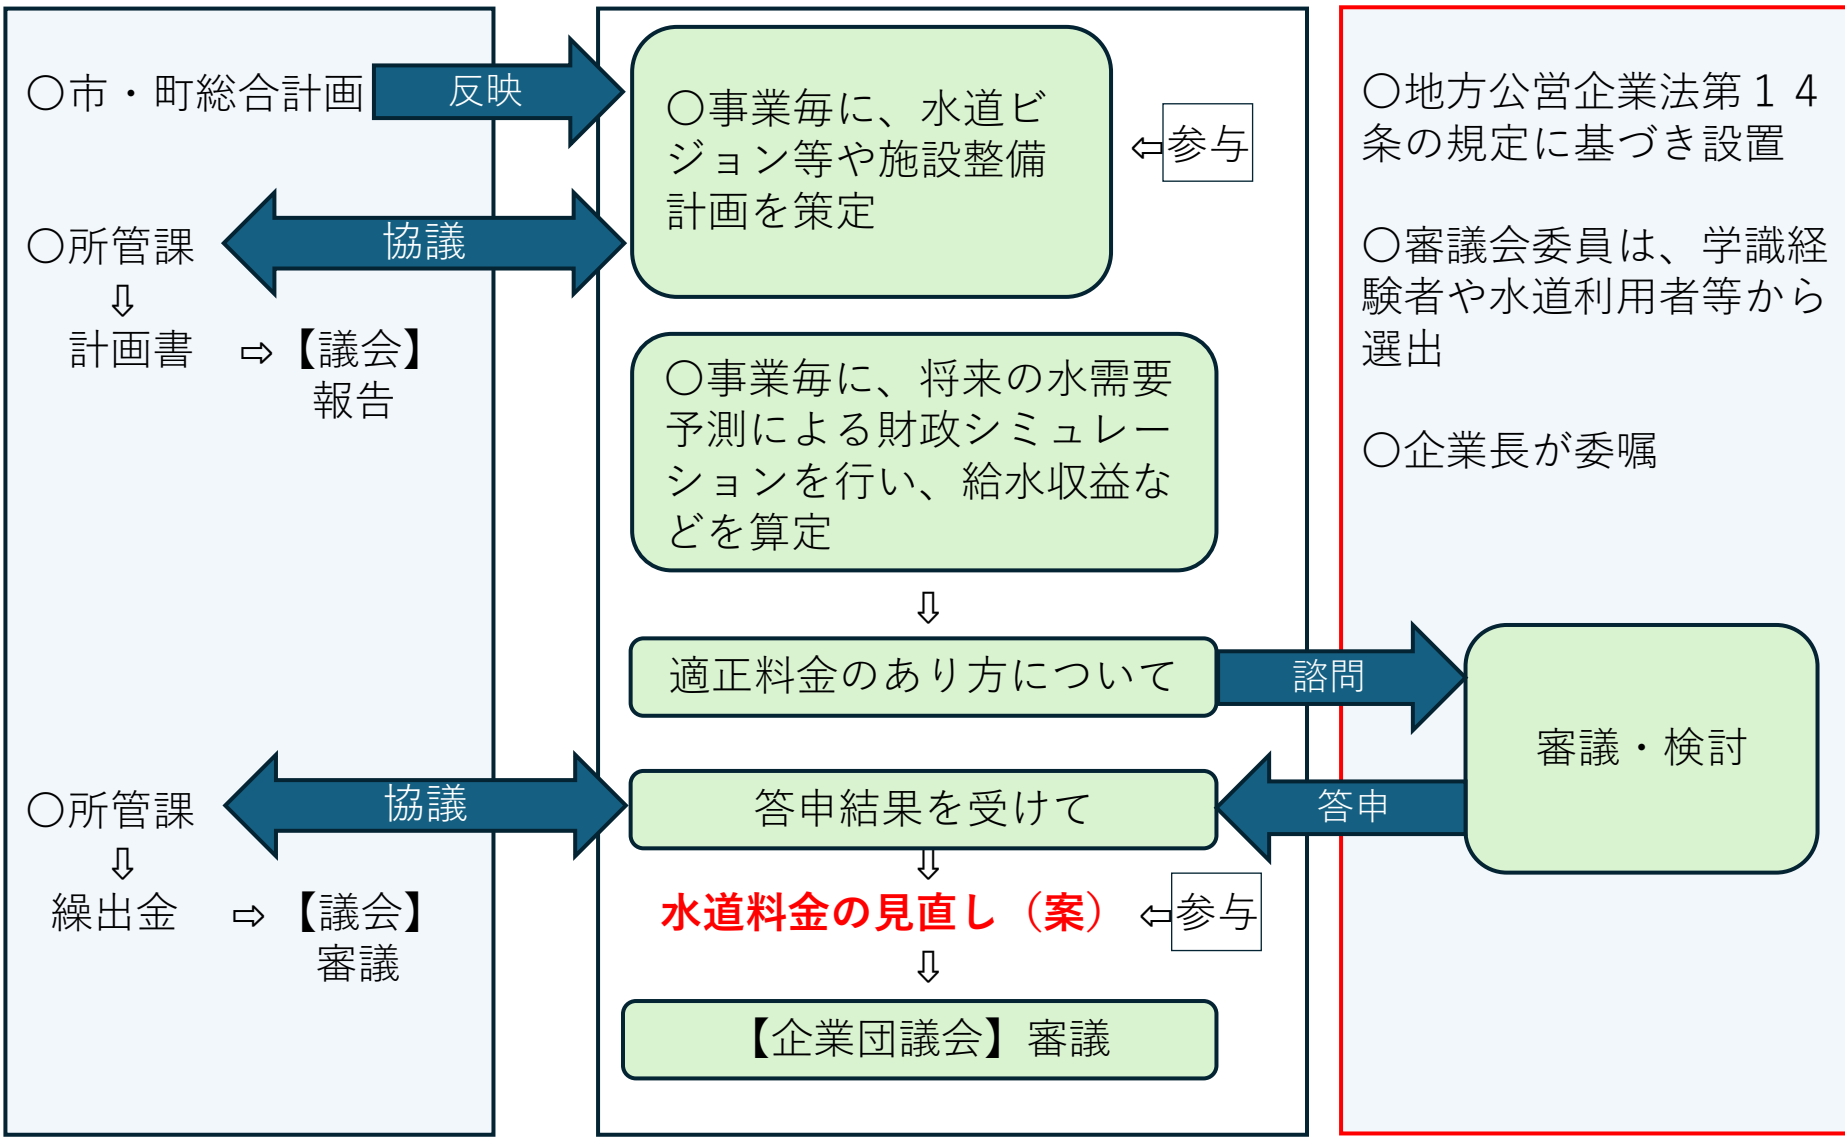 〇市・町総合計画
反映
〇所管課
協議
⇩
計画書 ⇨【議会】
報告
〇所管課
協議
⇩
繰出金 ⇨【議会】
審議
〇事業毎に、水道ビ
ジョン等や施設整備
計画を策定
⇦参与
〇事業毎に、将来の水需要
予測による財政シミュレー
ションを行い、給水収益な
どを算定
⇩
適正料金のあり方について
諮問
答申結果を受けて
答申
⇩
水道料金の見直し（案）
⇦参与
⇩
【企業団議会】審議
〇地方公営企業法第１４
条の規定に基づき設置
〇審議会委員は、学識経
験者や水道利用者等から
選出
〇企業長が委嘱
審議・検討